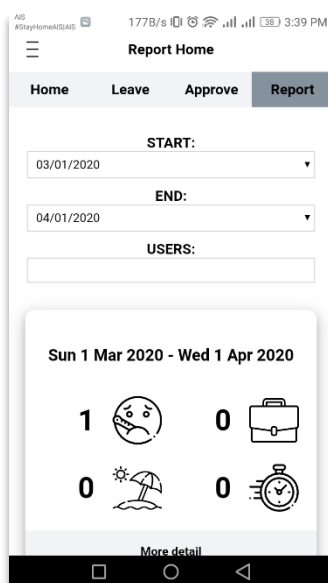 AIS
#StayHomeAIS|AIS
177B/s 38 3:39 PM
Report Home
Home Leave Approve Report
START:
03/01/2020
END:
04/01/2020
USERS:
Sun 1 Mar 2020 - Wed 1 Apr 2020
1 0
0 0
More detail